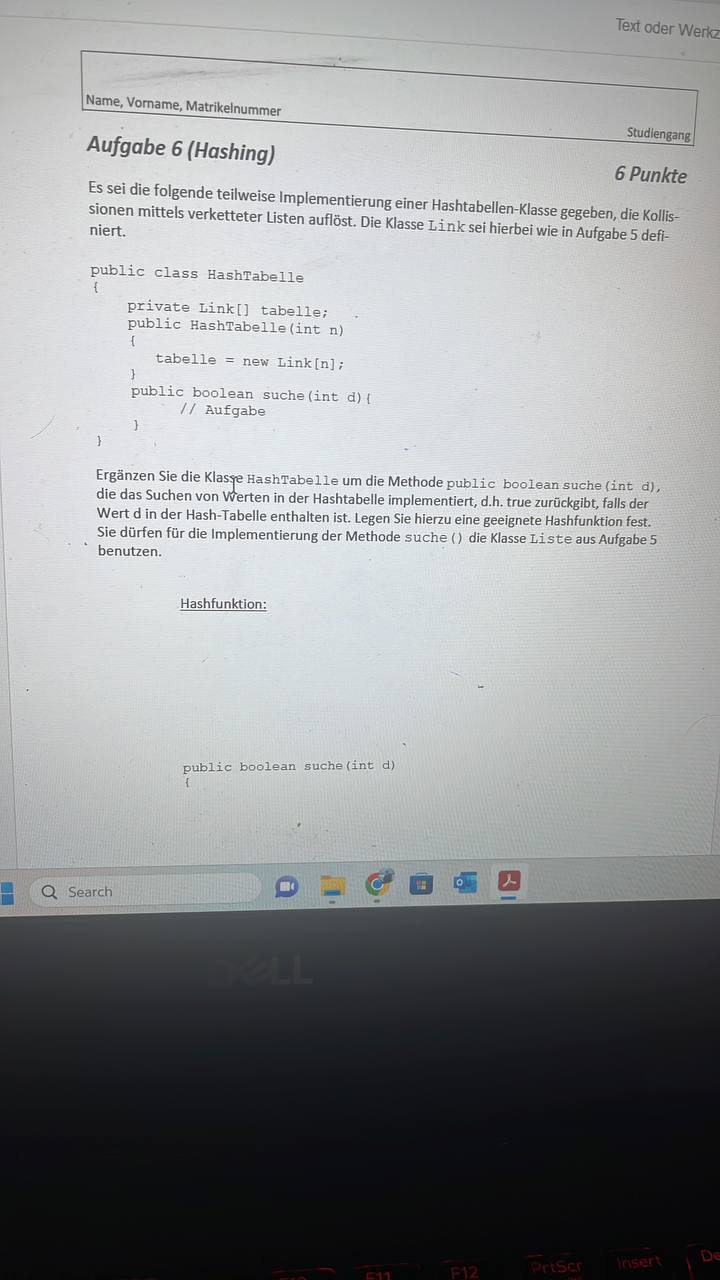 Text oder Werkz
Name, Vorname, Matrikelnummer
Studiengang
Aufgabe 6 (Hashing)
6 Punkte
Es sei die folgende teilweise Implementierung einer Hashtabellen-Klasse gegeben, die Kollis-
sionen mittels verketteter Listen auflöst. Die Klasse Link sei hierbei wie in Aufgabe 5 defi-
niert.
public class HashTabelle
{
private Link[] tabelle;
public HashTabelle(int n)
{
tabelle = new Link[n];
}
public boolean suche(int d){
// Aufgabe
}
}
Ergänzen Sie die Klasse HashTabelle um die Methode public boolean suche(int d),
die das Suchen von Werten in der Hashtabelle implementiert, d.h. true zurückgibt, falls der
Wert d in der Hash-Tabelle enthalten ist. Legen Sie hierzu eine geeignete Hashfunktion fest.
Sie dürfen für die Implementierung der Methode suche() die Klasse Liste aus Aufgabe 5
benutzen.
Hashfunktion:
public boolean suche(int d)
{
Search
DELL
F11
F12
PrtScr
Insert
De